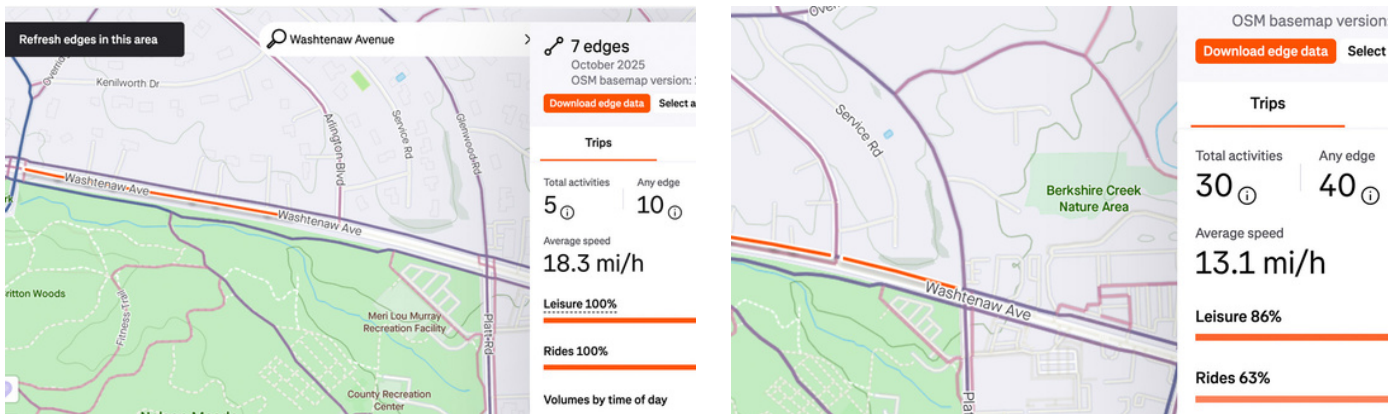 Refresh edges in this area
Washtenaw Avenue
Kenilworth Dr
Arlington Blvd
Service Rd
Glenwood Rd
Washtenaw Ave
Washtenaw Ave
Fitness Trail
Meri Lou Murray
Recreation Facility
Platt Rd
County Recreation
Center
7 edges
October 2025
OSM basemap version:
Download edge data
Select a
Trips
Total activities
Any edge
5
10
Average speed
18.3 mi/h
Leisure 100%
Rides 100%
Volumes by time of day
Service Rd
Berkshire Creek
Nature Area
Washtenaw Ave
OSM basemap version:
Download edge data
Select
Trips
Total activities
Any edge
30
40
Average speed
13.1 mi/h
Leisure 86%
Rides 63%